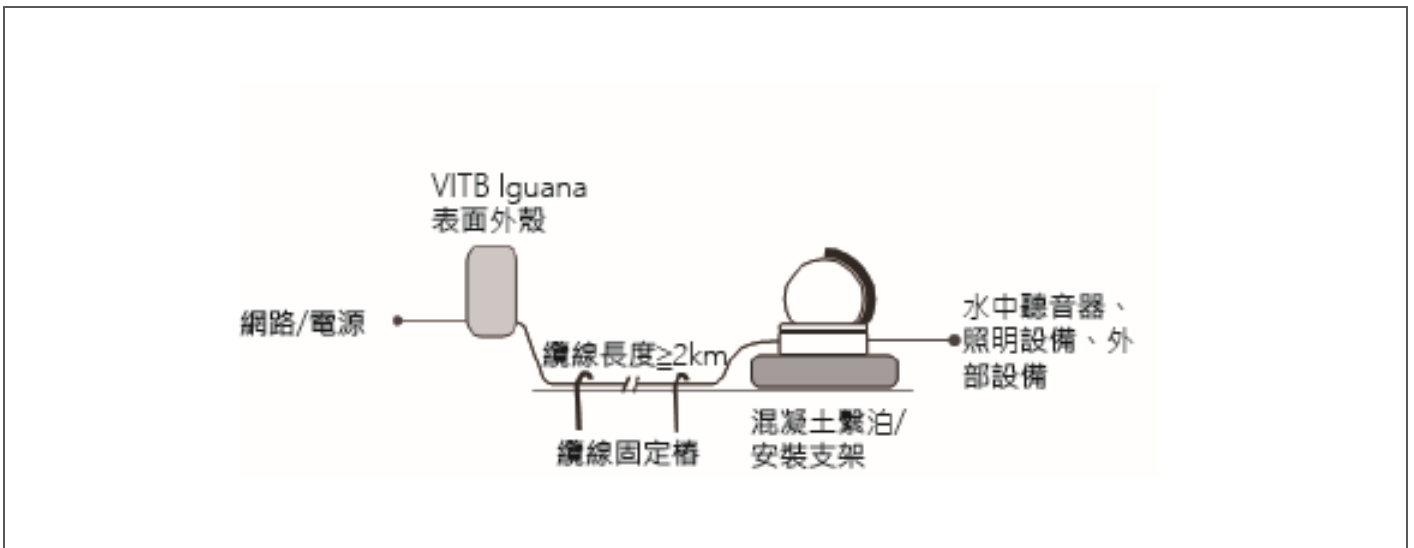 VITB Iguana
表面外殼
網路/電源
纜線長度≧2km
水中聽音器、
照明設備、外
部設備
纜線固定樁
混凝土繫泊/
安裝支架